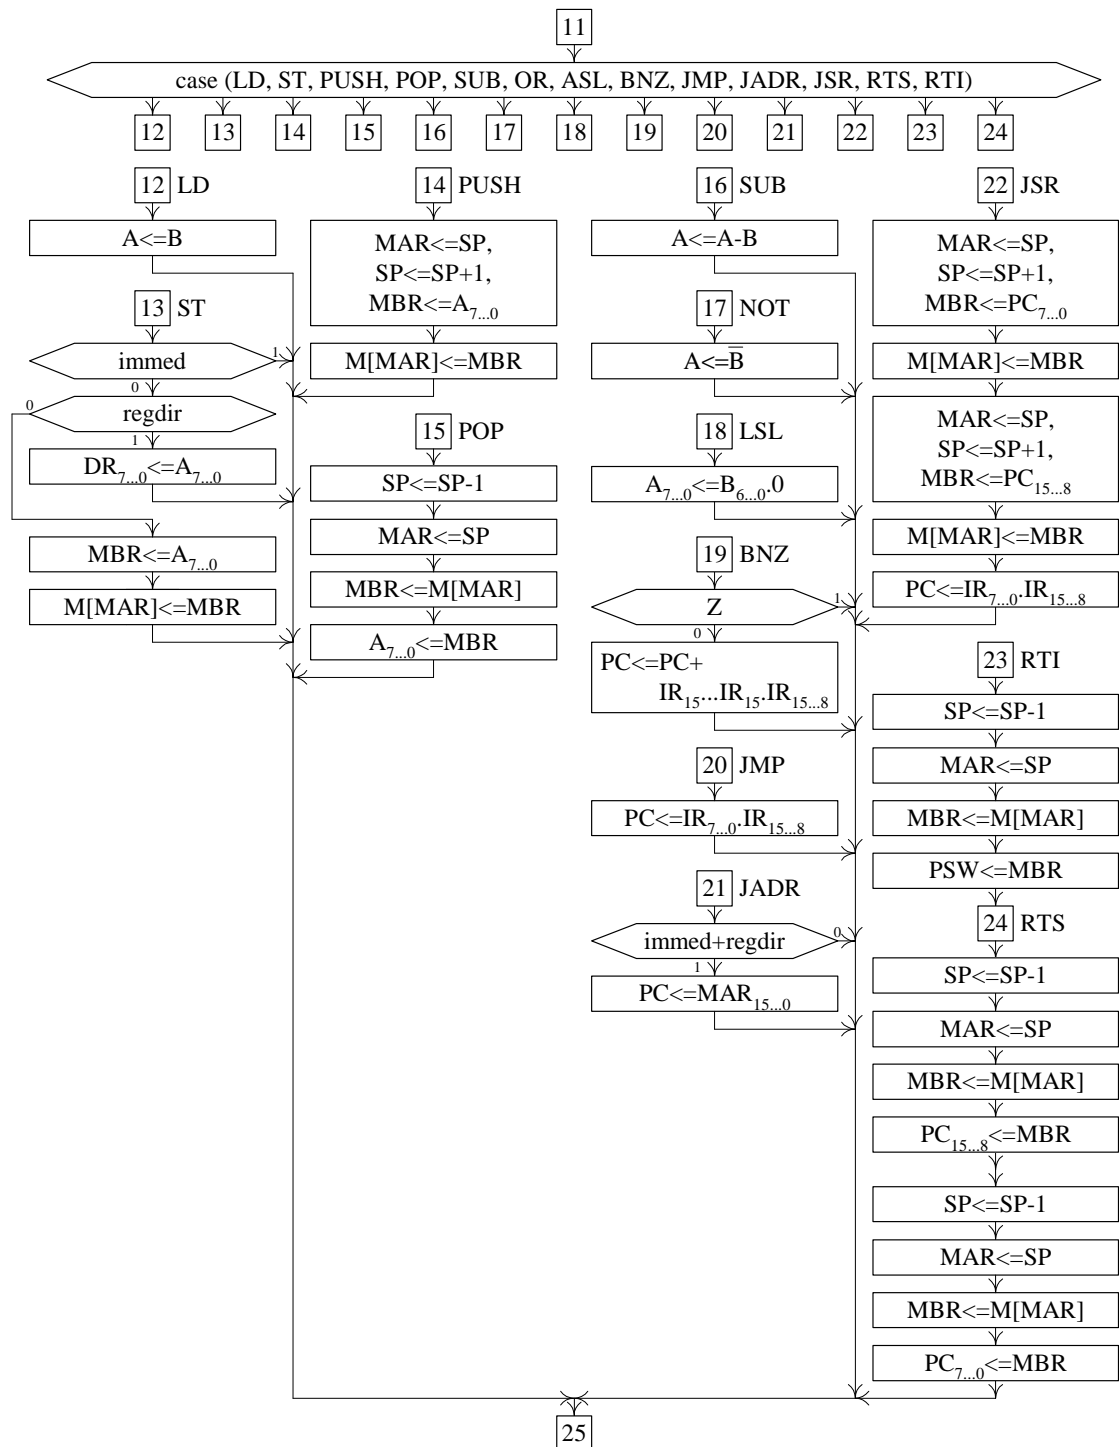 11
case (LD, ST, PUSH, POP, SUB, OR, ASL, BNZ, JMP, JADR, JSR, RTS, RTI)
12 13 14 15 16 17 18 19 20 21 22 23 24
12 LD
A<=B
13 ST
immed
1
0
0
regdir
1
DR7...0<=A7...0
MBR<=A7...0
M[MAR]<=MBR
14 PUSH
MAR<=SP,
SP<=SP+1,
MBR<=A7...0
M[MAR]<=MBR
15 POP
SP<=SP-1
MAR<=SP
MBR<=M[MAR]
A7...0<=MBR
16 SUB
A<=A-B
17 NOT
A<=B̅
18 LSL
A7...0<=B6...0.0
19 BNZ
Z
1
0
PC<=PC+
IR15...IR15.IR15...8
20 JMP
PC<=IR7...0.IR15...8
21 JADR
immed+regdir
0
1
PC<=MAR15...0
22 JSR
MAR<=SP,
SP<=SP+1,
MBR<=PC7...0
M[MAR]<=MBR
MAR<=SP,
SP<=SP+1,
MBR<=PC15...8
M[MAR]<=MBR
PC<=IR7...0.IR15...8
23 RTI
SP<=SP-1
MAR<=SP
MBR<=M[MAR]
PSW<=MBR
24 RTS
SP<=SP-1
MAR<=SP
MBR<=M[MAR]
PC15...8<=MBR
SP<=SP-1
MAR<=SP
MBR<=M[MAR]
PC7...0<=MBR
25